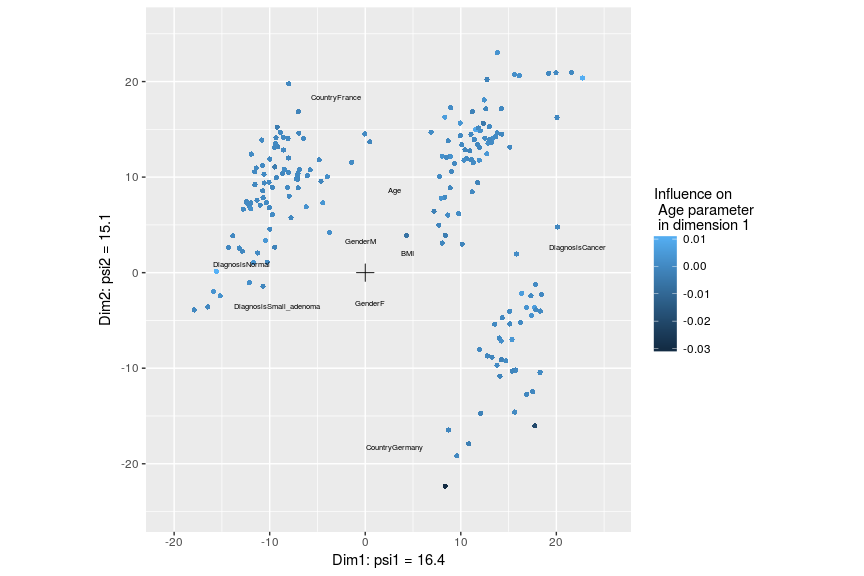 20
10
0
-10
-20
-20
-10
0
10
20
Dim2: psi2 = 15.1
Dim1: psi1 = 16.4
CountryFrance
Age
GenderM
BMI
DiagnosisCancer
DiagnosisNormal
DiagnosisSmall_adenoma
GenderF
CountryGermany
Influence on
Age parameter
in dimension 1
0.01
0.00
-0.01
-0.02
-0.03